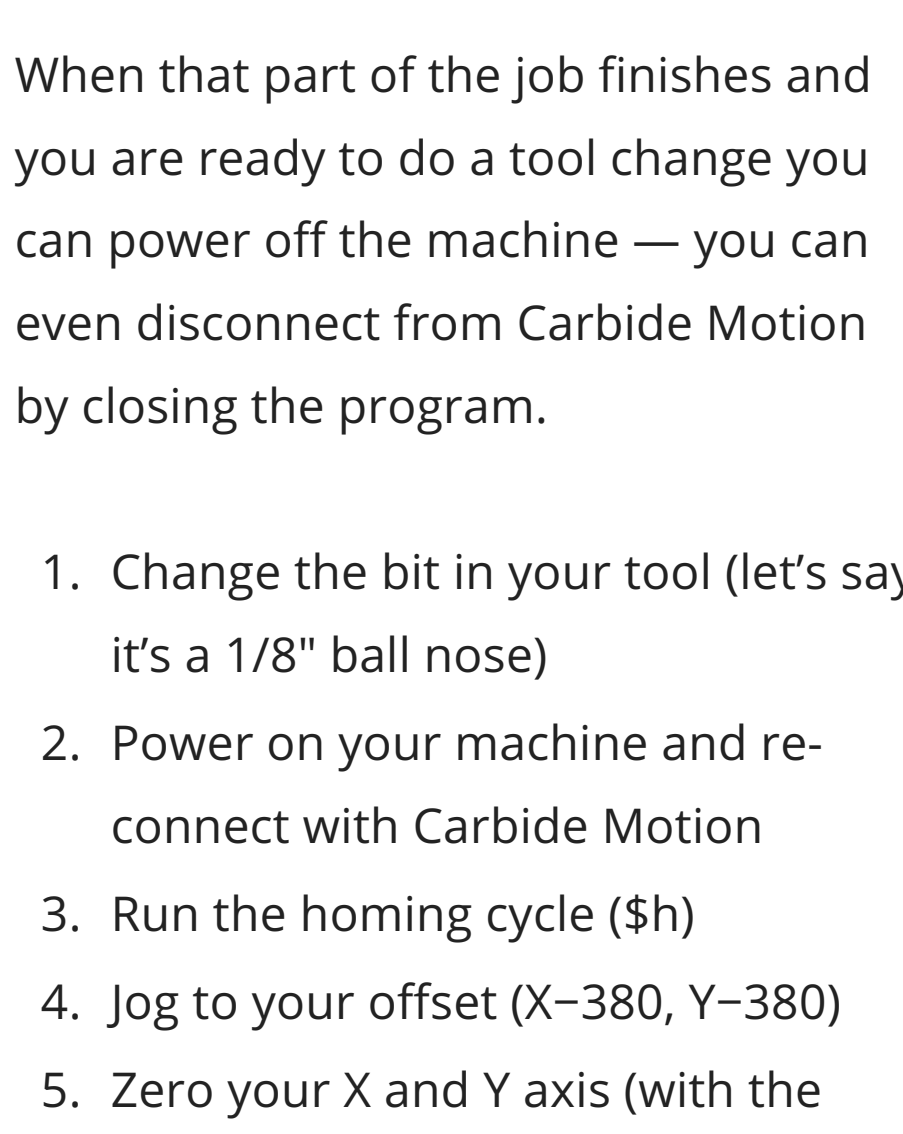 When that part of the job finishes and
you are ready to do a tool change you
can power off the machine — you can
even disconnect from Carbide Motion
by closing the program.
1. Change the bit in your tool (let’s say
it’s a 1/8" ball nose)
2. Power on your machine and re-
connect with Carbide Motion
3. Run the homing cycle ($h)
4. Jog to your offset (X−380, Y−380)
5. Zero your X and Y axis (with the